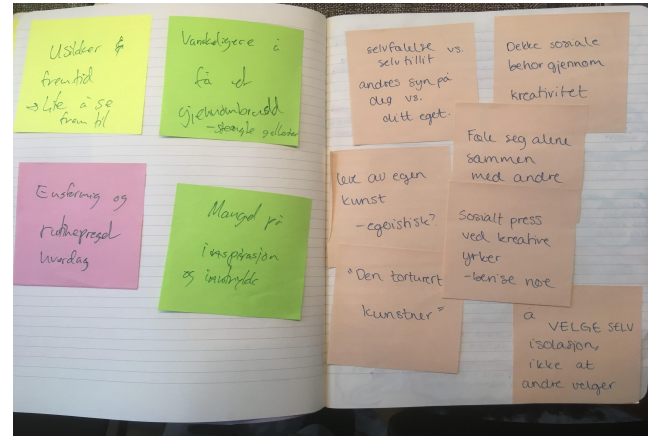 Usikker
fremtid
→ Lite å se
frem til
Vanskeligere å
få et
gjennombrudd
Ensformig og
rutinepreget
hverdag
Mangel på
inspirasjon
og
selvfølelse vs.
selvtillit
andres syn på
deg vs.
ditt eget.
Dekke sosiale
behov gjennom
kreativitet
Føle seg alene
sammen
med andre
leve av egen
kunst
- egoistisk?
Sosialt press
ved kreative
yrker
- bevise noe
"Den torturert
kunstner"
å
VELGE SELV
isolasjon,
ikke at
andre velger